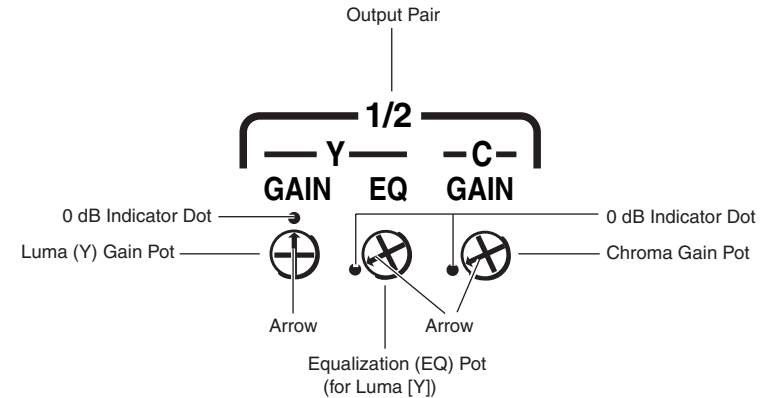 Output Pair
1/2
Y C
GAIN EQ GAIN
0 dB Indicator Dot 0 dB Indicator Dot
Luma (Y) Gain Pot Chroma Gain Pot
Arrow Arrow
Equalization (EQ) Pot
(for Luma [Y])